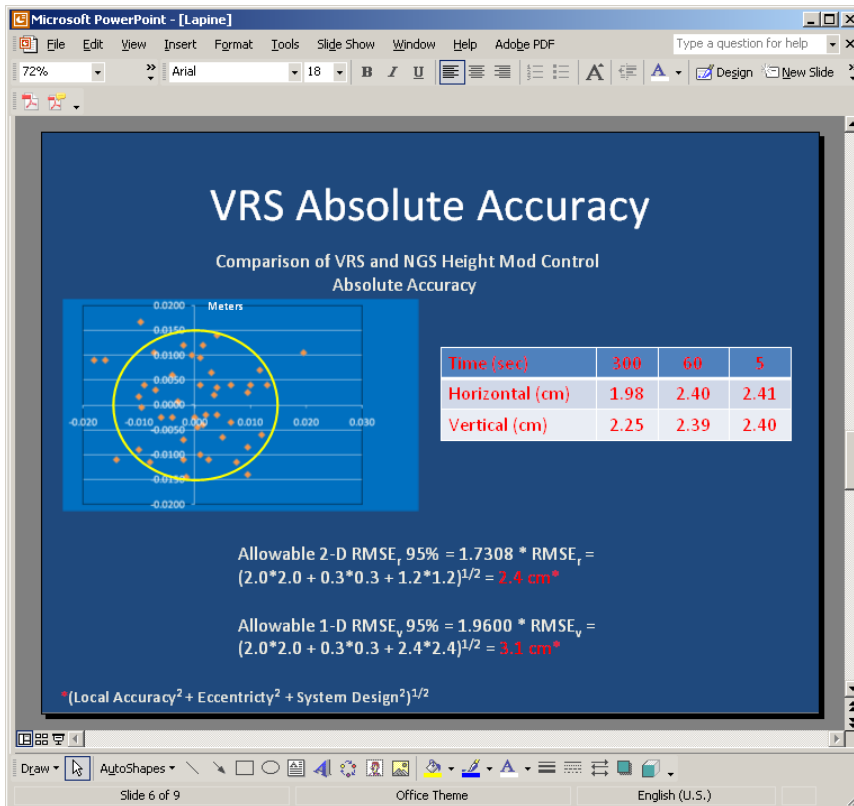 Microsoft PowerPoint - [Lapine]
File Edit View Insert Format Tools Slide Show Window Help Adobe PDF Type a question for help
72% Arial 18 B I U A A Design New Slide
VRS Absolute Accuracy
Comparison of VRS and NGS Height Mod Control
Absolute Accuracy
0.0200 Meters
0.0150
0.0100
0.0050
0.0000
-0.020 -0.010 0.000 0.010 0.020 0.030
-0.0050
-0.0100
-0.0150
-0.0200
Time (sec) 300 60 5
Horizontal (cm) 1.98 2.40 2.41
Vertical (cm) 2.25 2.39 2.40
Allowable 2-D RMSEr 95% = 1.7308 * RMSEr =
(2.0*2.0 + 0.3*0.3 + 1.2*1.2)1/2 = 2.4 cm*
Allowable 1-D RMSEv 95% = 1.9600 * RMSEv =
(2.0*2.0 + 0.3*0.3 + 2.4*2.4)1/2 = 3.1 cm*
*(Local Accuracy2 + Eccentricty2 + System Design2)1/2
Draw AutoShapes A A
Slide 6 of 9 Office Theme English (U.S.)